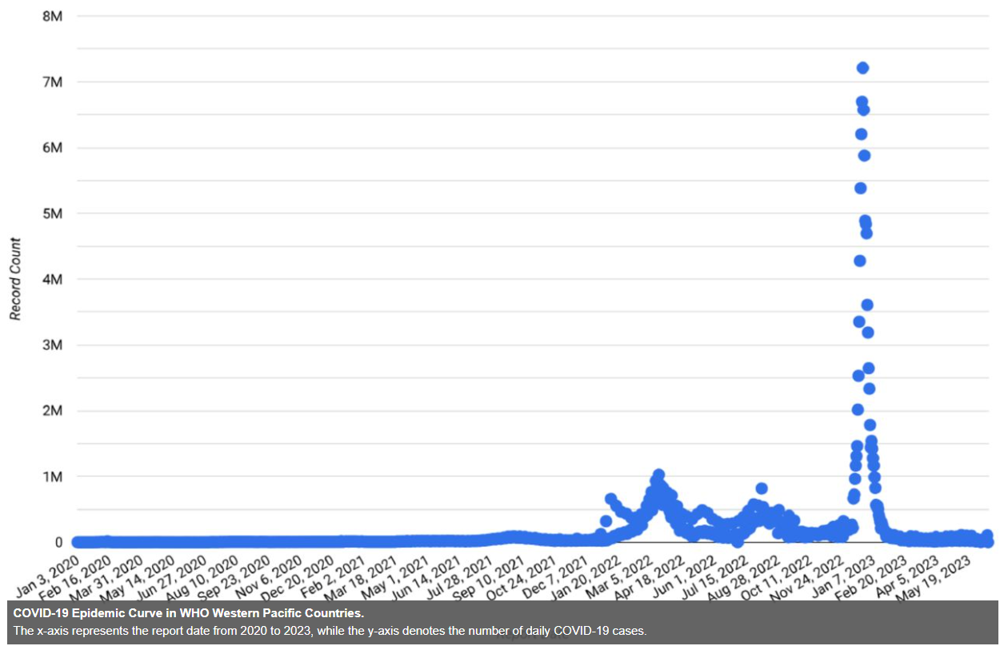 8M
7M
6M
5M
4M
3M
2M
1M
0
Record Count
Jan 3, 2020
Feb 16, 2020
Mar 31, 2020
May 14, 2020
Jun 27, 2020
Aug 10, 2020
Sep 23, 2020
Nov 6, 2020
Dec 20, 2020
Feb 2, 2021
Mar 18, 2021
May 1, 2021
Jun 14, 2021
Jul 28, 2021
Sep 10, 2021
Oct 24, 2021
Dec 7, 2021
Jan 20, 2022
Mar 5, 2022
Apr 18, 2022
Jun 1, 2022
Jul 15, 2022
Aug 28, 2022
Oct 11, 2022
Nov 24, 2022
Jan 7, 2023
Feb 20, 2023
Apr 5, 2023
May 19, 2023
COVID-19 Epidemic Curve in WHO Western Pacific Countries.
The x-axis represents the report date from 2020 to 2023, while the y-axis denotes the number of daily COVID-19 cases.